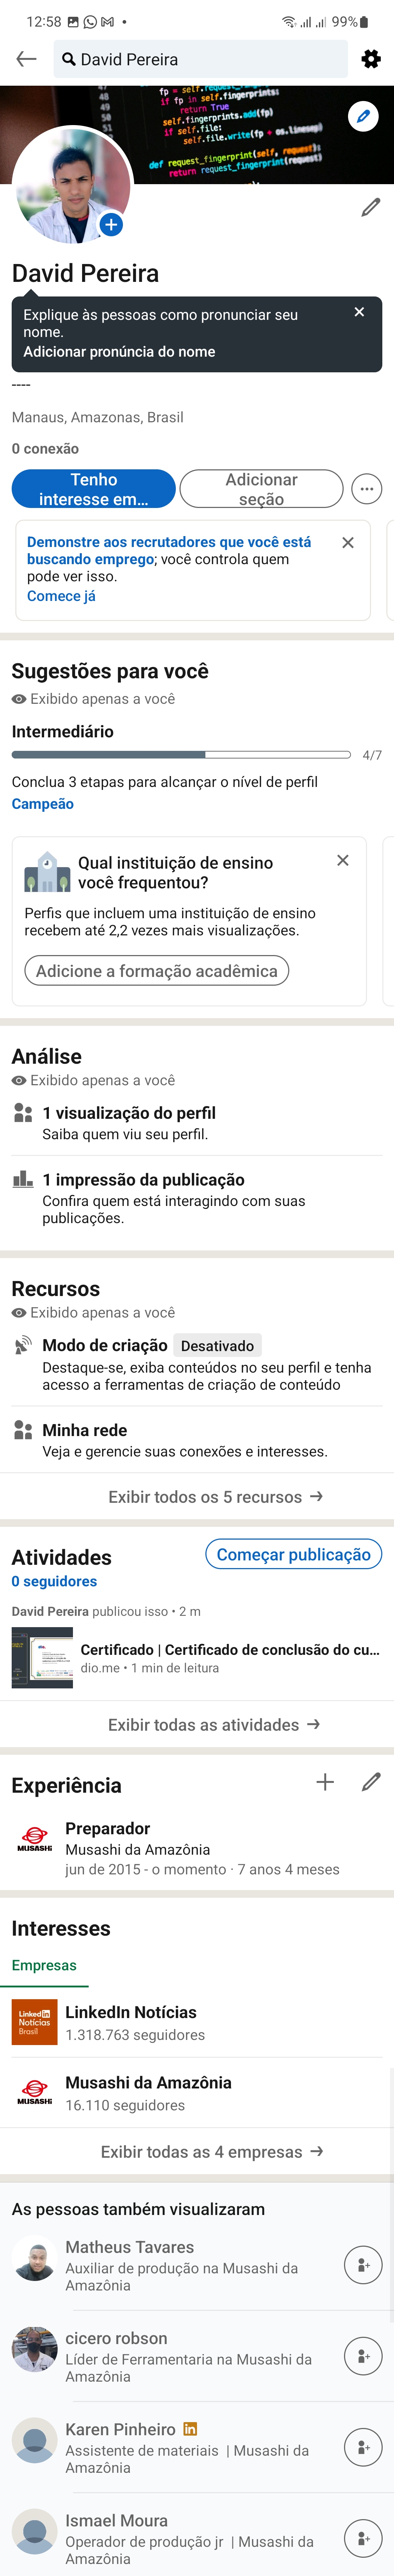 12:58
99%
David Pereira
fp in self.fingerprints:
return True
self.fingerprints.add(fp)
if self.file:
self.file.write(fp + os.linesep)
def request_fingerprint(self, request):
return request_fingerprint(request)
David Pereira
Explique às pessoas como pronunciar seu
nome.
Adicionar pronúncia do nome
----
Manaus, Amazonas, Brasil
0 conexão
Tenho
interesse em...
Adicionar
seção
Demonstre aos recrutadores que você está
buscando emprego; você controla quem
pode ver isso.
Comece já
Sugestões para você
Exibido apenas a você
Intermediário
4/7
Conclua 3 etapas para alcançar o nível de perfil
Campeão
Qual instituição de ensino
você frequentou?
Perfis que incluem uma instituição de ensino
recebem até 2,2 vezes mais visualizações.
Adicione a formação acadêmica
Análise
Exibido apenas a você
1 visualização do perfil
Saiba quem viu seu perfil.
1 impressão da publicação
Confira quem está interagindo com suas
publicações.
Recursos
Exibido apenas a você
Modo de criação Desativado
Destaque-se, exiba conteúdos no seu perfil e tenha
acesso a ferramentas de criação de conteúdo
Minha rede
Veja e gerencie suas conexões e interesses.
Exibir todos os 5 recursos →
Atividades
Começar publicação
0 seguidores
David Pereira publicou isso • 2 m
Certificado | Certificado de conclusão do cu...
dio.me • 1 min de leitura
Exibir todas as atividades →
Experiência
Preparador
MUSASHI
Musashi da Amazônia
jun de 2015 - o momento · 7 anos 4 meses
Interesses
Empresas
Linked in
Notícias
Brasil
LinkedIn Notícias
1.318.763 seguidores
MUSASHI
Musashi da Amazônia
16.110 seguidores
Exibir todas as 4 empresas →
As pessoas também visualizaram
Matheus Tavares
Auxiliar de produção na Musashi da
Amazônia
cicero robson
Líder de Ferramentaria na Musashi da
Amazônia
Karen Pinheiro in
Assistente de materiais | Musashi da
Amazônia
Ismael Moura
Operador de produção jr | Musashi da
Amazônia